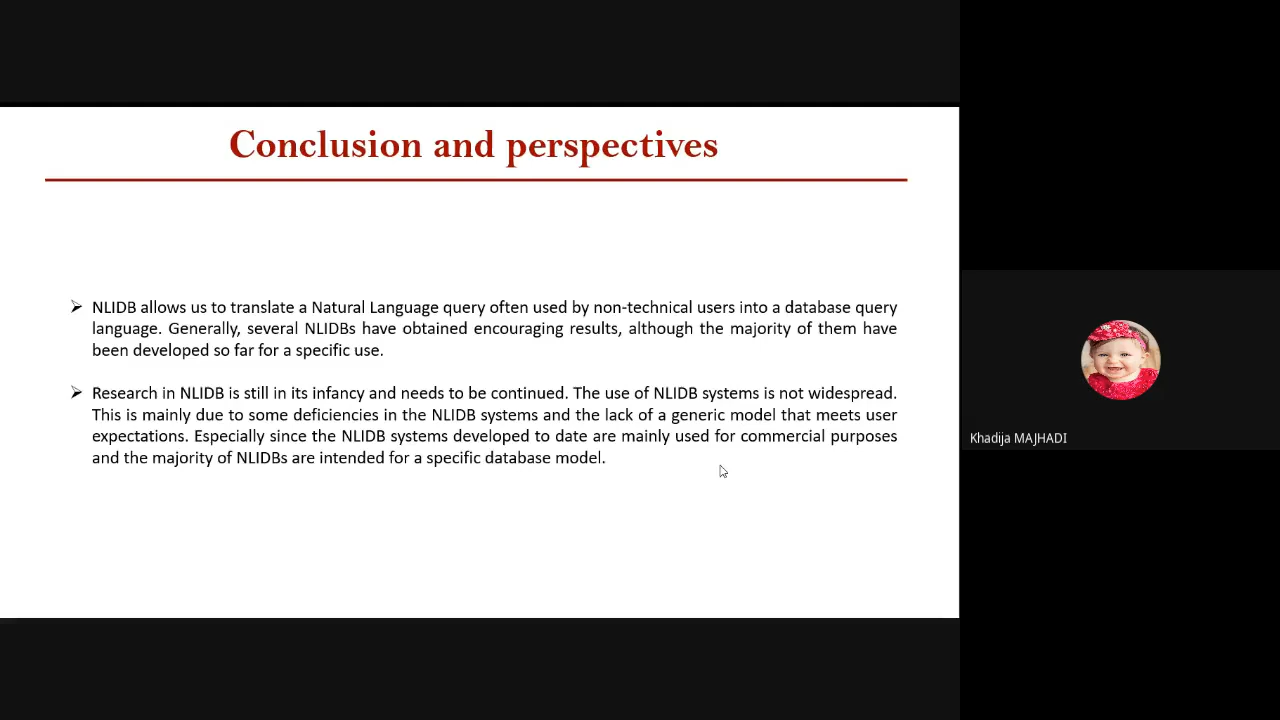 Conclusion and perspectives
➢ NLIDB allows us to translate a Natural Language query often used by non-technical users into a database query
language. Generally, several NLIDBs have obtained encouraging results, although the majority of them have
been developed so far for a specific use.
➢ Research in NLIDB is still in its infancy and needs to be continued. The use of NLIDB systems is not widespread.
This is mainly due to some deficiencies in the NLIDB systems and the lack of a generic model that meets user
expectations. Especially since the NLIDB systems developed to date are mainly used for commercial purposes
and the majority of NLIDBs are intended for a specific database model.
Khadija MAJHADI